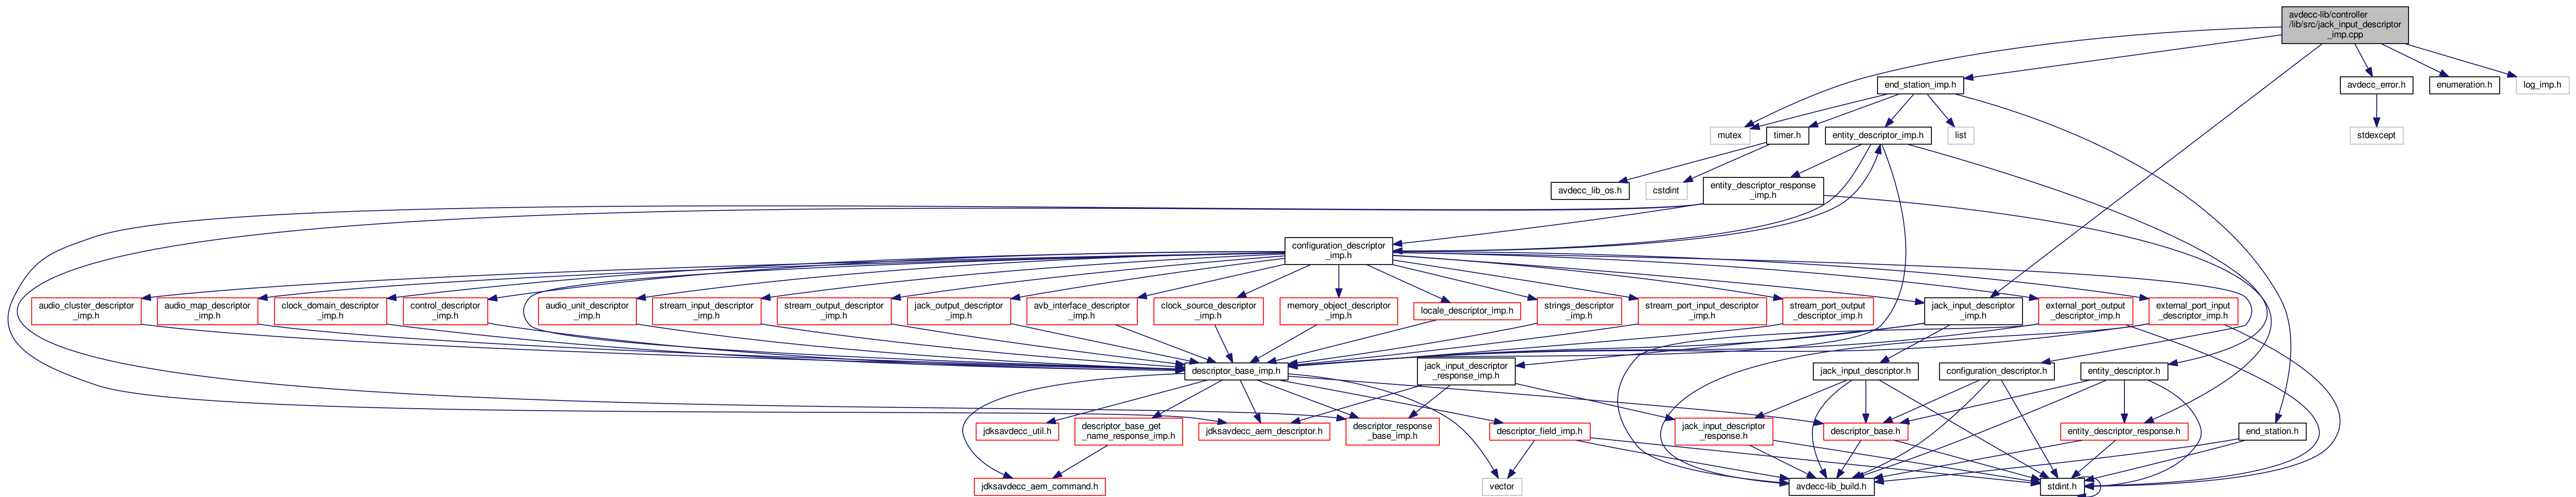 avdecc-lib/controller
/lib/src/jack_input_descriptor
_imp.cpp
end_station_imp.h
avdecc_error.h
enumeration.h
log_imp.h
mutex
timer.h
entity_descriptor_imp.h
list
stdexcept
avdecc_lib_os.h
cstdint
entity_descriptor_response
_imp.h
configuration_descriptor
_imp.h
audio_cluster_descriptor
_imp.h
audio_map_descriptor
_imp.h
clock_domain_descriptor
_imp.h
control_descriptor
_imp.h
audio_unit_descriptor
_imp.h
stream_input_descriptor
_imp.h
stream_output_descriptor
_imp.h
jack_output_descriptor
_imp.h
avb_interface_descriptor
_imp.h
clock_source_descriptor
_imp.h
memory_object_descriptor
_imp.h
locale_descriptor_imp.h
strings_descriptor
_imp.h
stream_port_input_descriptor
_imp.h
stream_port_output
_descriptor_imp.h
jack_input_descriptor
_imp.h
external_port_output
_descriptor_imp.h
external_port_input
_descriptor_imp.h
descriptor_base_imp.h
jack_input_descriptor
_response_imp.h
jack_input_descriptor.h
configuration_descriptor.h
entity_descriptor.h
jdksavdecc_util.h
descriptor_base_get
_name_response_imp.h
jdksavdecc_aem_descriptor.h
descriptor_response
_base_imp.h
descriptor_field_imp.h
jack_input_descriptor
_response.h
descriptor_base.h
entity_descriptor_response.h
end_station.h
jdksavdecc_aem_command.h
vector
avdecc-lib_build.h
stdint.h